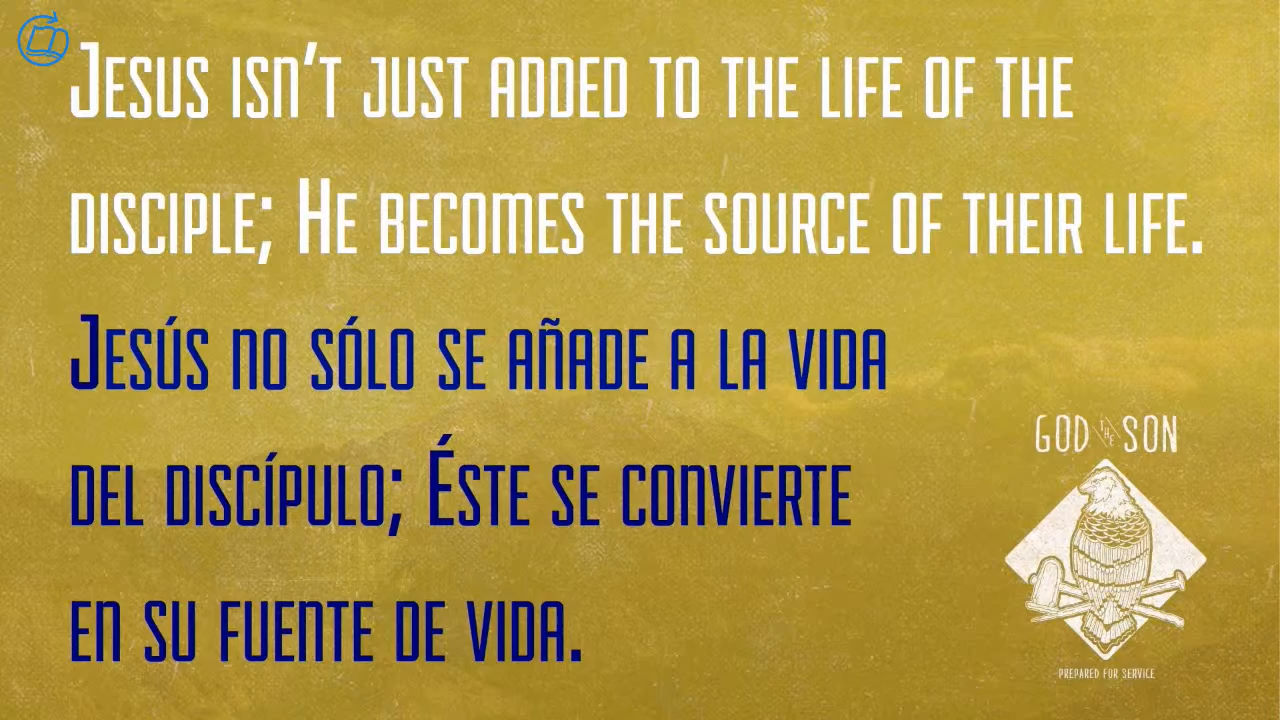 Jesus isn't just added to the life of the
disciple; He becomes the source of their life.
Jesús no sólo se añade a la vida
del discípulo; Éste se convierte
en su fuente de vida.
GOD THE SON
PREPARED FOR SERVICE